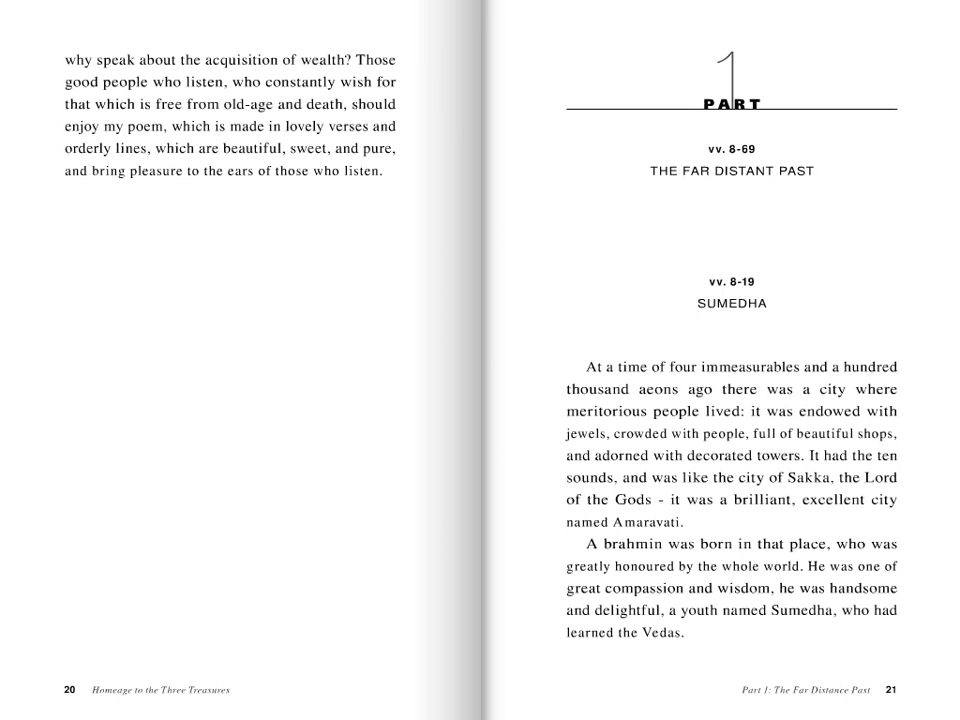 why speak about the acquisition of wealth? Those
good people who listen, who constantly wish for
that which is free from old-age and death, should
enjoy my poem, which is made in lovely verses and
orderly lines, which are beautiful, sweet, and pure,
and bring pleasure to the ears of those who listen.
20 Homeage to the Three Treasures
1
PART
vv. 8-69
THE FAR DISTANT PAST
vv. 8-19
SUMEDHA
At a time of four immeasurables and a hundred
thousand aeons ago there was a city where
meritorious people lived: it was endowed with
jewels, crowded with people, full of beautiful shops,
and adorned with decorated towers. It had the ten
sounds, and was like the city of Sakka, the Lord
of the Gods - it was a brilliant, excellent city
named Amaravati.
A brahmin was born in that place, who was
greatly honoured by the whole world. He was one of
great compassion and wisdom, he was handsome
and delightful, a youth named Sumedha, who had
learned the Vedas.
Part 1: The Far Distance Past 21